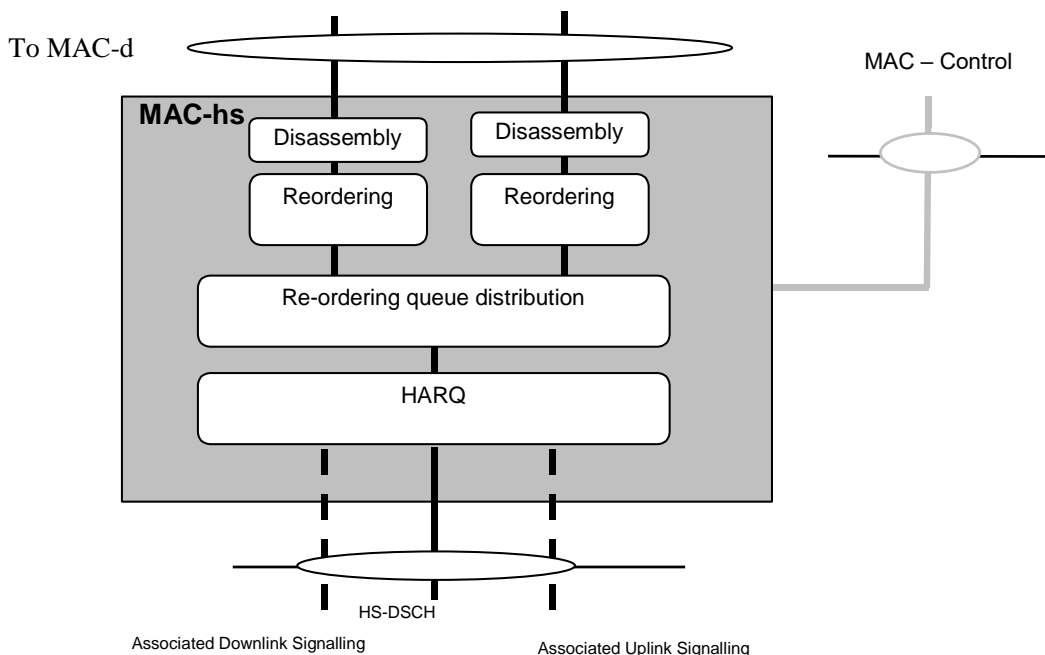 To MAC-d
MAC – Control
MAC-hs
Disassembly
Disassembly
Reordering
Reordering
Re-ordering queue distribution
HARQ
HS-DSCH
Associated Downlink Signalling
Associated Uplink Signalling